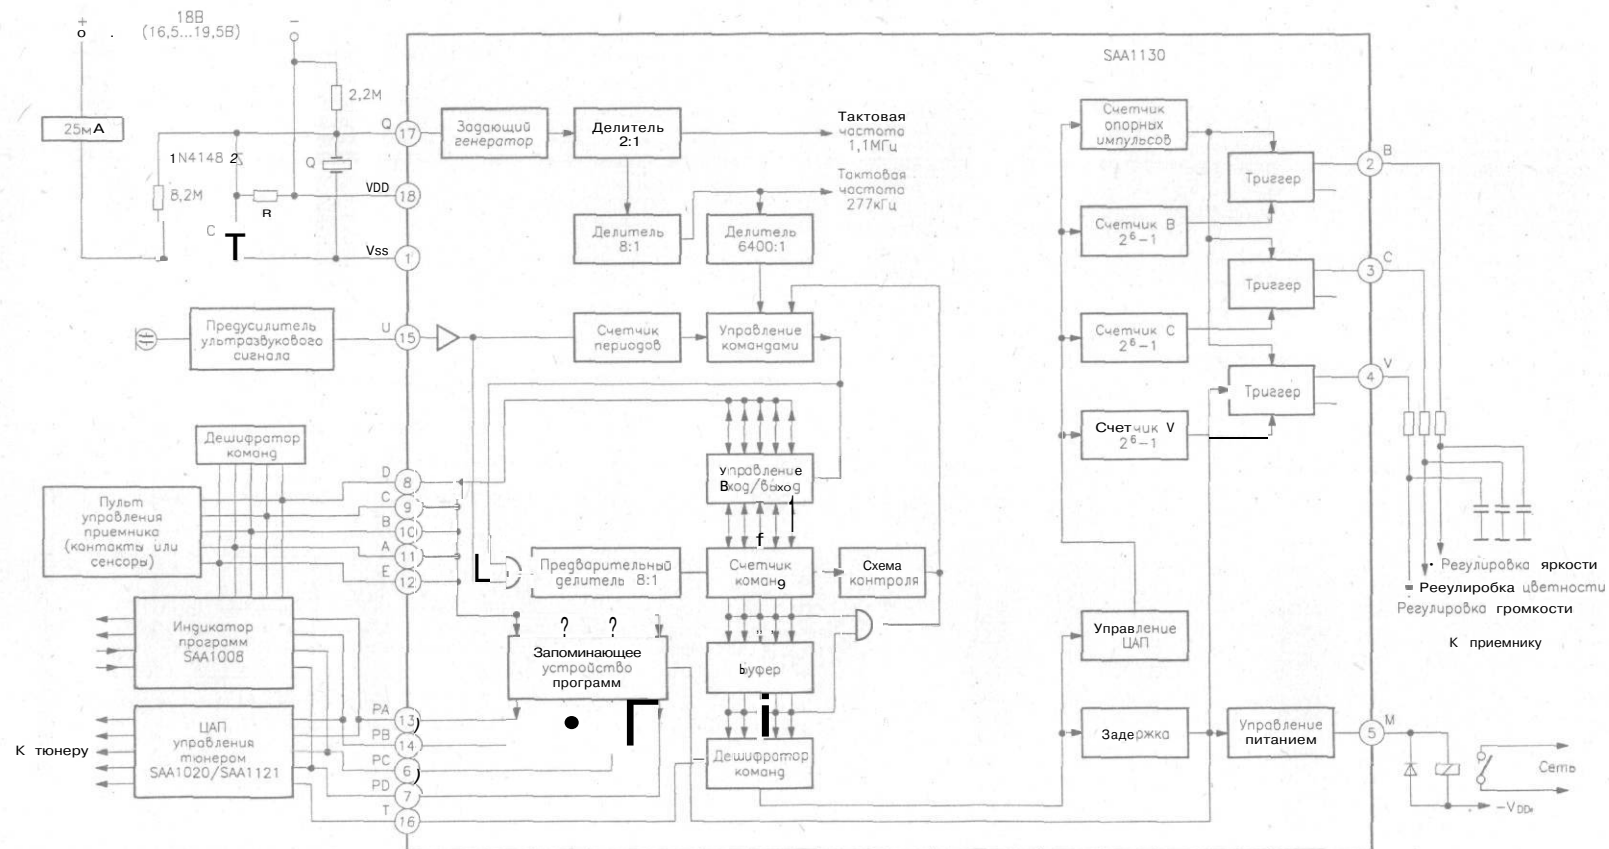 +
18В
–
(16,5...19,5В)
SAA1130
2,2М
25мА
Q
17
Задающий
генератор
Делитель
2:1
Тактовая
частота
1,1МГц
Счетчик
опорных
импульсов
1N4148
Q
8,2М
R
VDD
18
Тактовая
частота
277кГц
Триггер
2
B
C
Vss
1
Делитель
8:1
Делитель
6400:1
Счетчик B
2⁶–1
Триггер
3
C
Предусилитель
ультразвукового
сигнала
U
15
Счетчик
периодов
Управление
командами
Счетчик C
2⁶–1
Триггер
4
V
Счетчик V
2⁶–1
Дешифратор
команд
Управление
Вход/выход
Пульт
управления
приемника
(контакты или
сенсоры)
D
8
C
9
B
10
A
11
E
12
Предварительный
делитель 8:1
Счетчик
команд
Схема
контроля
Регулировка яркости
Рееулировка цветности
Регулировка громкости
К приемнику
Индикатор
программ
SAA1008
? ?
Запоминающее
устройство
программ
Буфер
Управление
ЦАП
К тюнеру
ЦАП
управления
тюнером
SAA1020/SAA1121
PA
13
PB
14
PC
6
PD
7
T
16
Дешифратор
команд
Задержка
Управление
питанием
5
M
Сеть